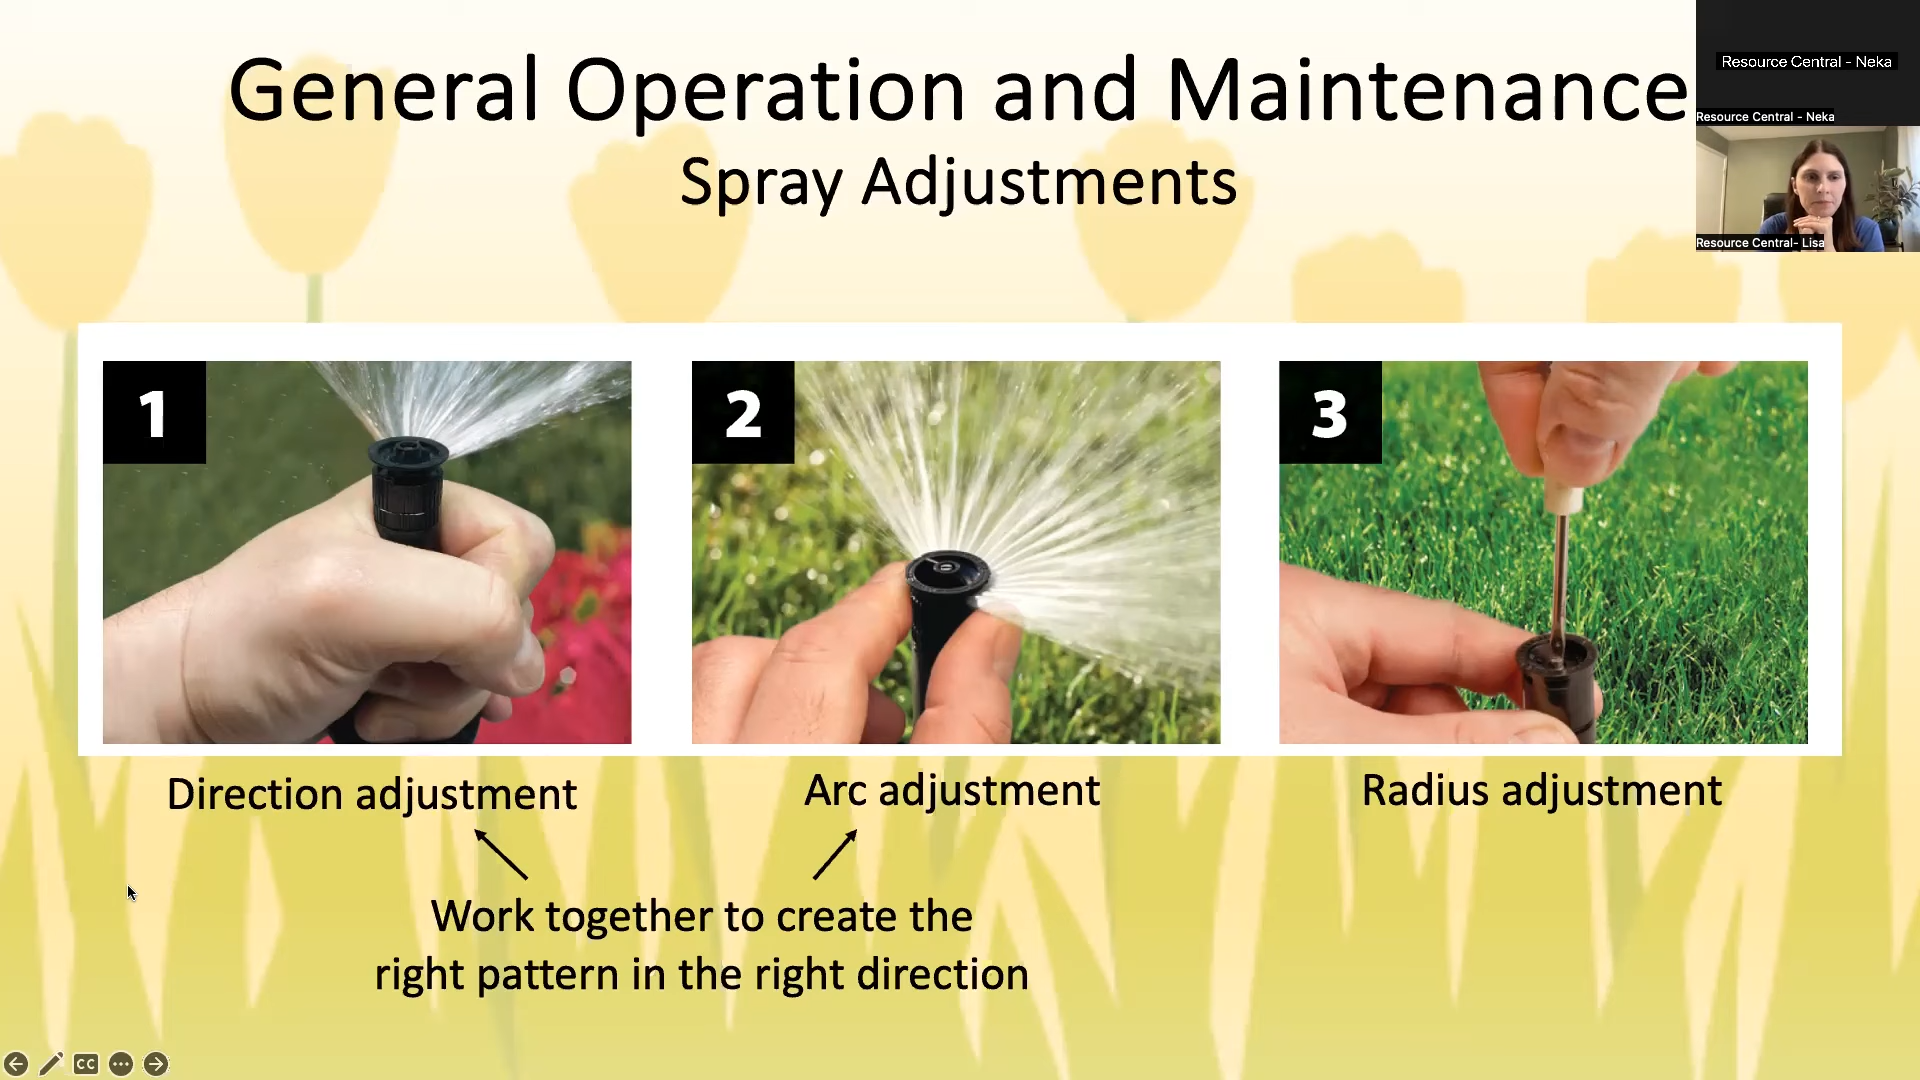 General Operation and Maintenance
Spray Adjustments
Resource Central - Neka
Resource Central - Neka
Resource Central- Lisa
1
2
3
Direction adjustment
Arc adjustment
Radius adjustment
Work together to create the
right pattern in the right direction
CC